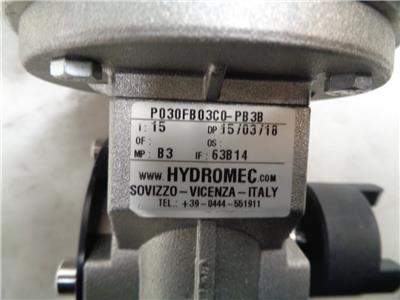 P030FB03C0-PB3B
i : 15 DP 15/03/18
OF: OS:
MP: B3 IF: 63B14
www.HYDROMEC.com
SOVIZZO-VICENZA-ITALY
TEL.: +39-0444-551911